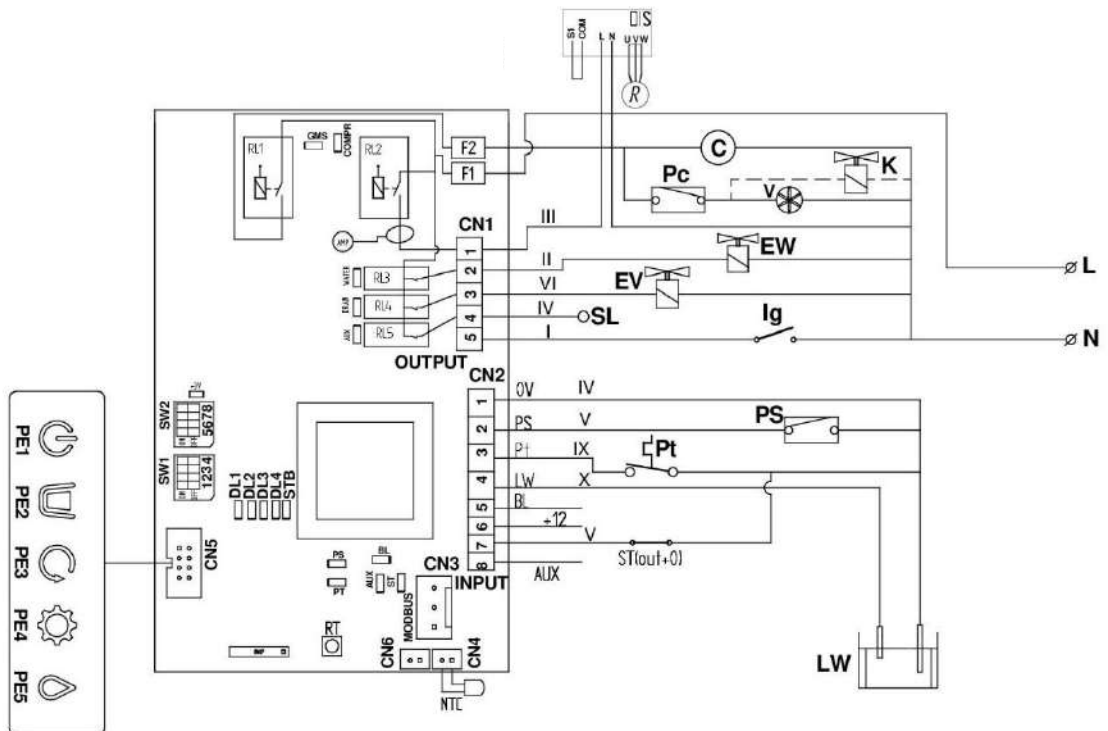 DIS
S1
COM
L N
U V W
R
RL1
GMS
COMPR
RL2
F2
F1
C
K
Pc
V
AMP
CN1
III
1
WATER
RL3
2
II
EW
RL4
3
VI
EV
AUX
RL5
4
IV
SL
5
I
Ig
OUTPUT
L
N
CN2
1
0V
IV
2
PS
V
PS
3
Pt
IX
Pt
4
LW
X
5
BL
6
+12
7
V
ST(out+0)
8
AUX
INPUT
SW2
5678
SW1
1234
DL1
DL2
DL3
DL4
STB
CN5
PS
PT
BL
AUX
ST
CN3
MODBUS
RT
CN6
CN4
NTC
LW
PE1
PE2
PE3
PE4
PE5